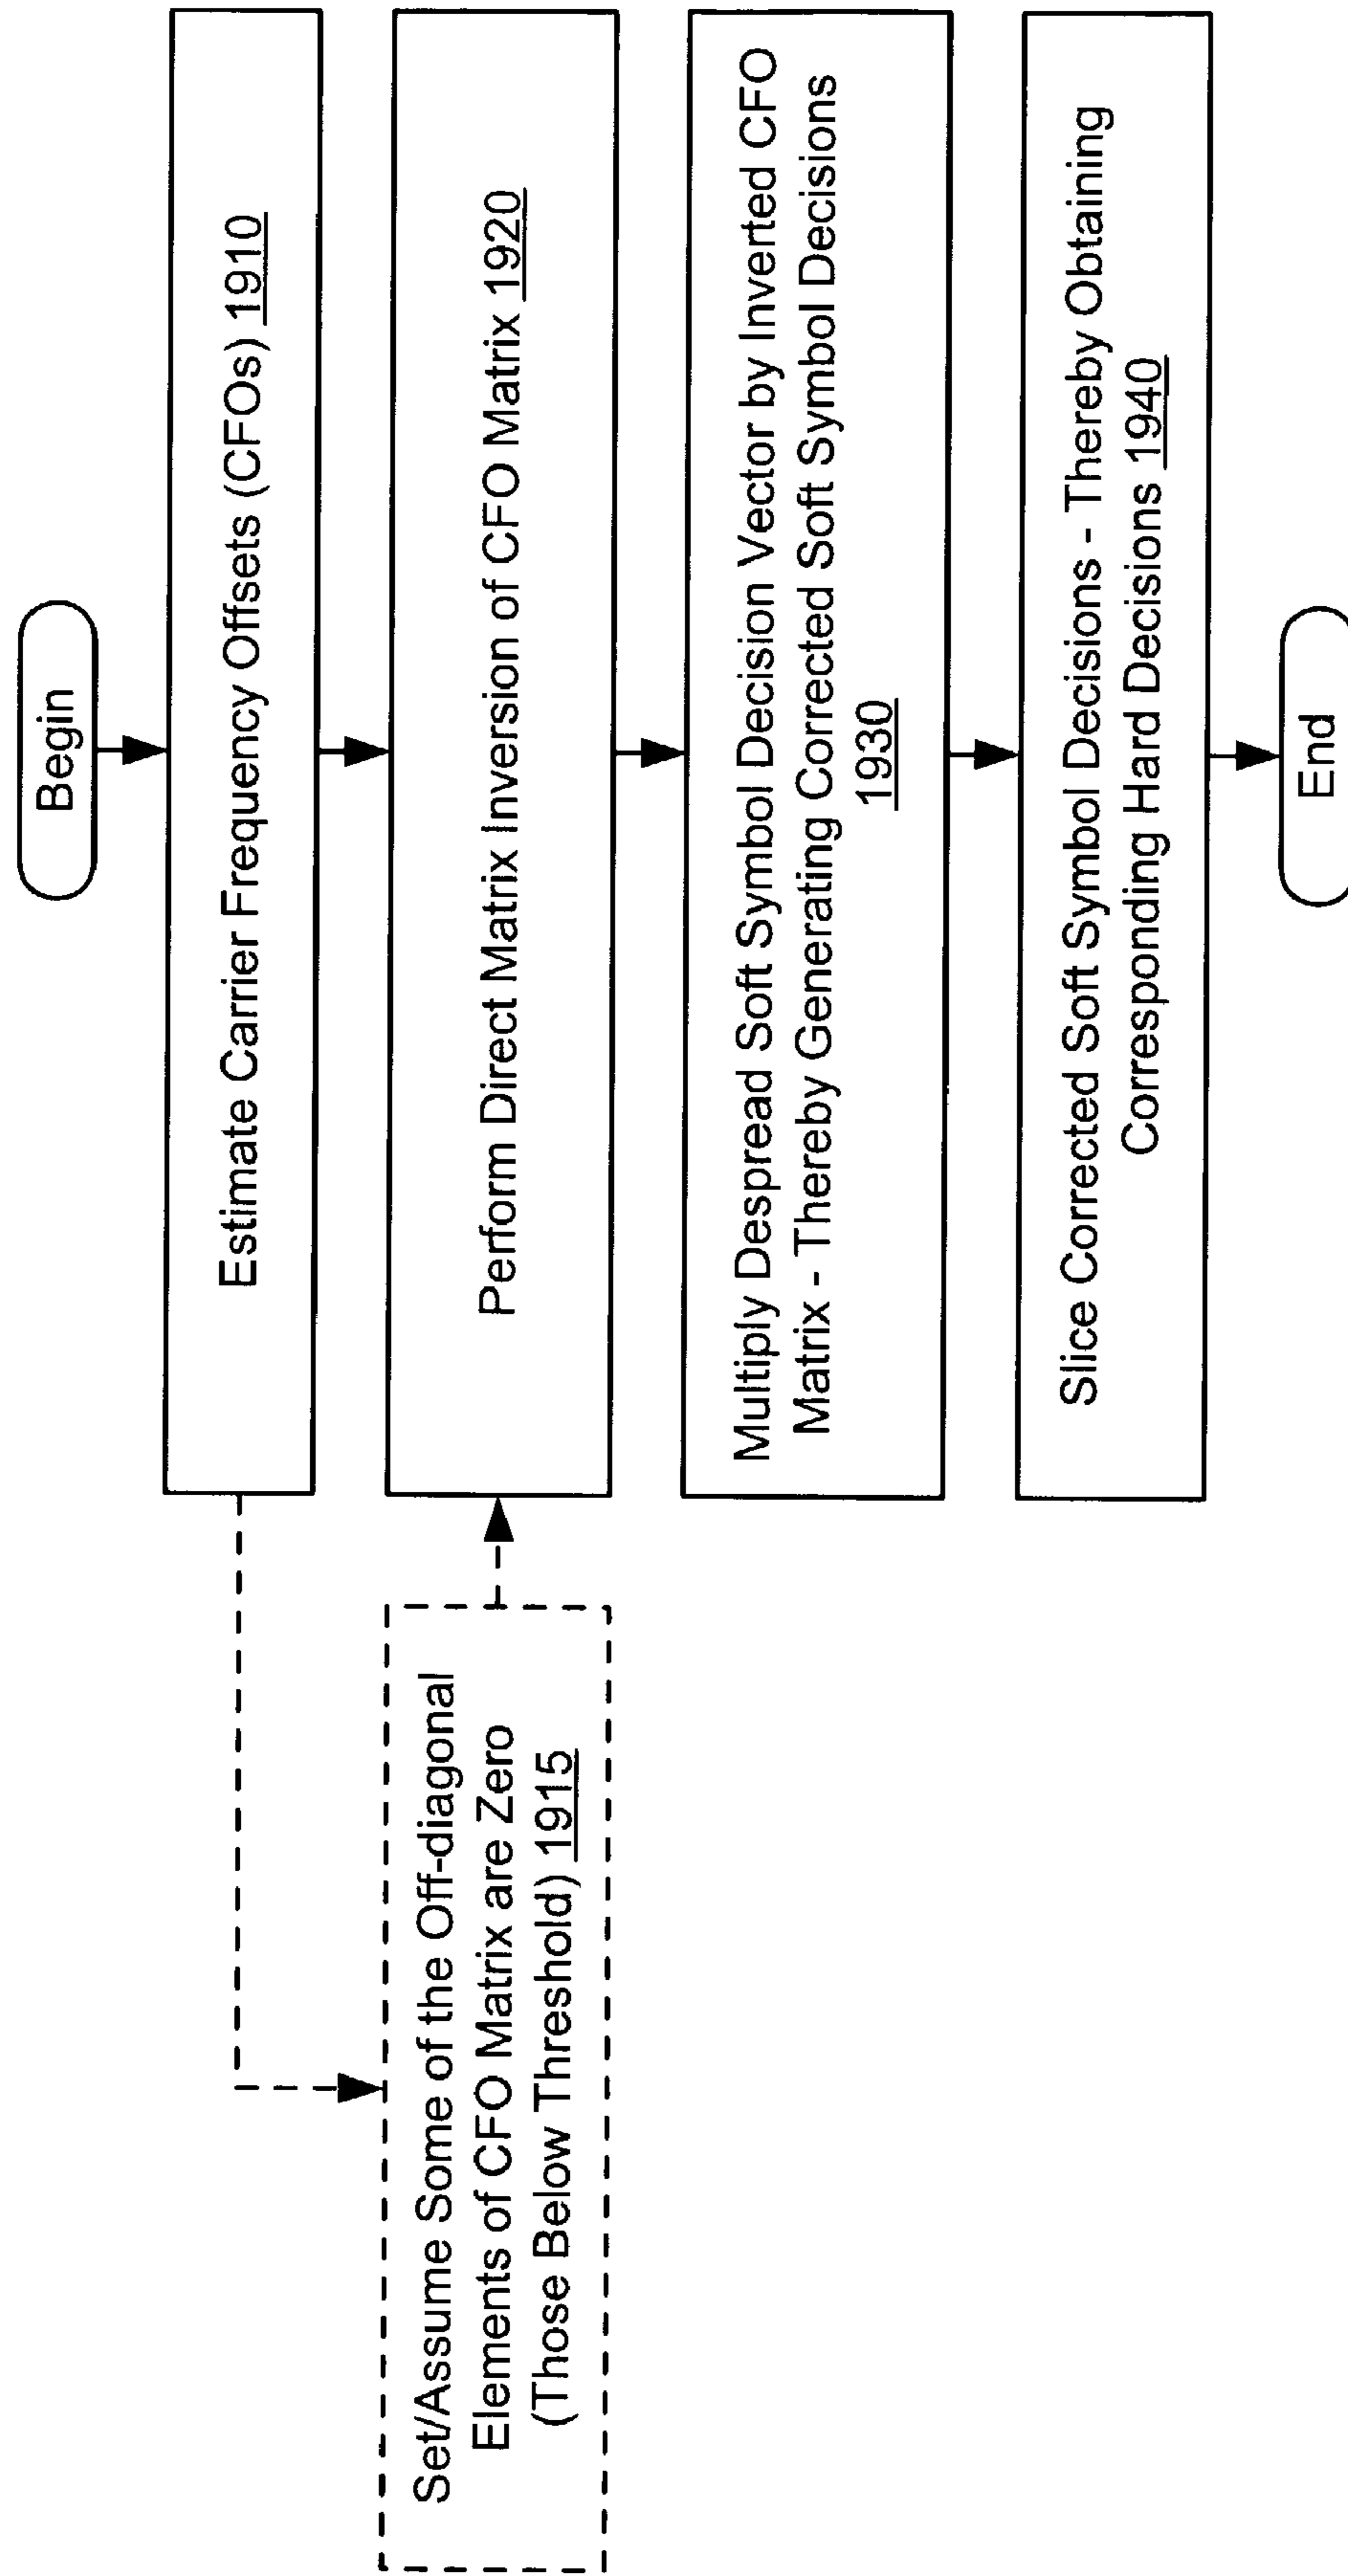 Begin
Estimate Carrier Frequency Offsets (CFOs) 1910
Set/Assume Some of the Off-diagonal
Elements of CFO Matrix are Zero
(Those Below Threshold) 1915
Perform Direct Matrix Inversion of CFO Matrix 1920
Multiply Despread Soft Symbol Decision Vector by Inverted CFO
Matrix - Thereby Generating Corrected Soft Symbol Decisions
1930
Slice Corrected Soft Symbol Decisions - Thereby Obtaining
Corresponding Hard Decisions 1940
End